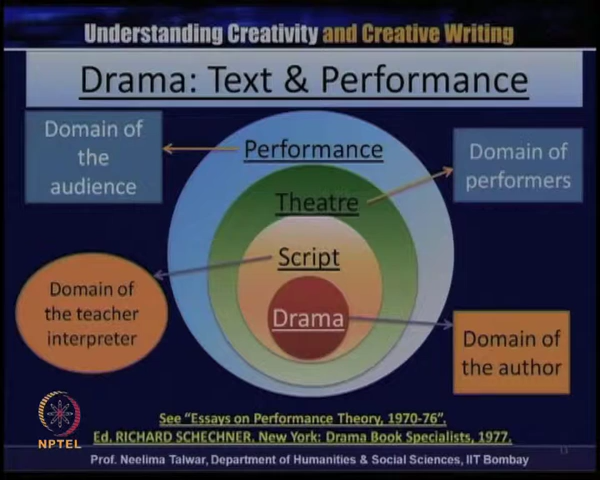 Understanding Creativity and Creative Writing
Drama: Text & Performance
Domain of
the
audience
Performance
Domain of
performers
Theatre
Script
Domain of
the teacher
interpreter
Drama
Domain of
the author
See “Essays on Performance Theory, 1970-76”.
Ed. RICHARD SCHECHNER. New York: Drama Book Specialists, 1977.
NPTEL
Prof. Neelima Talwar, Department of Humanities & Social Sciences, IIT Bombay
13